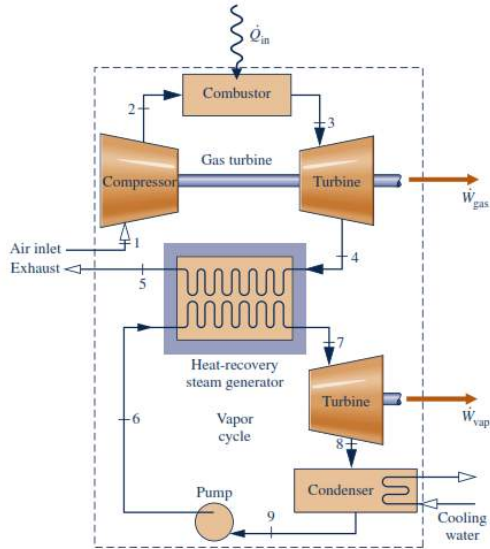 Q̇in
Combustor
2
3
Gas turbine
Compressor
Turbine
Ẇgas
1
Air inlet
Exhaust
4
5
Heat-recovery
steam generator
7
Turbine
Ẇvap
6
Vapor
cycle
8
Pump
Condenser
9
Cooling
water